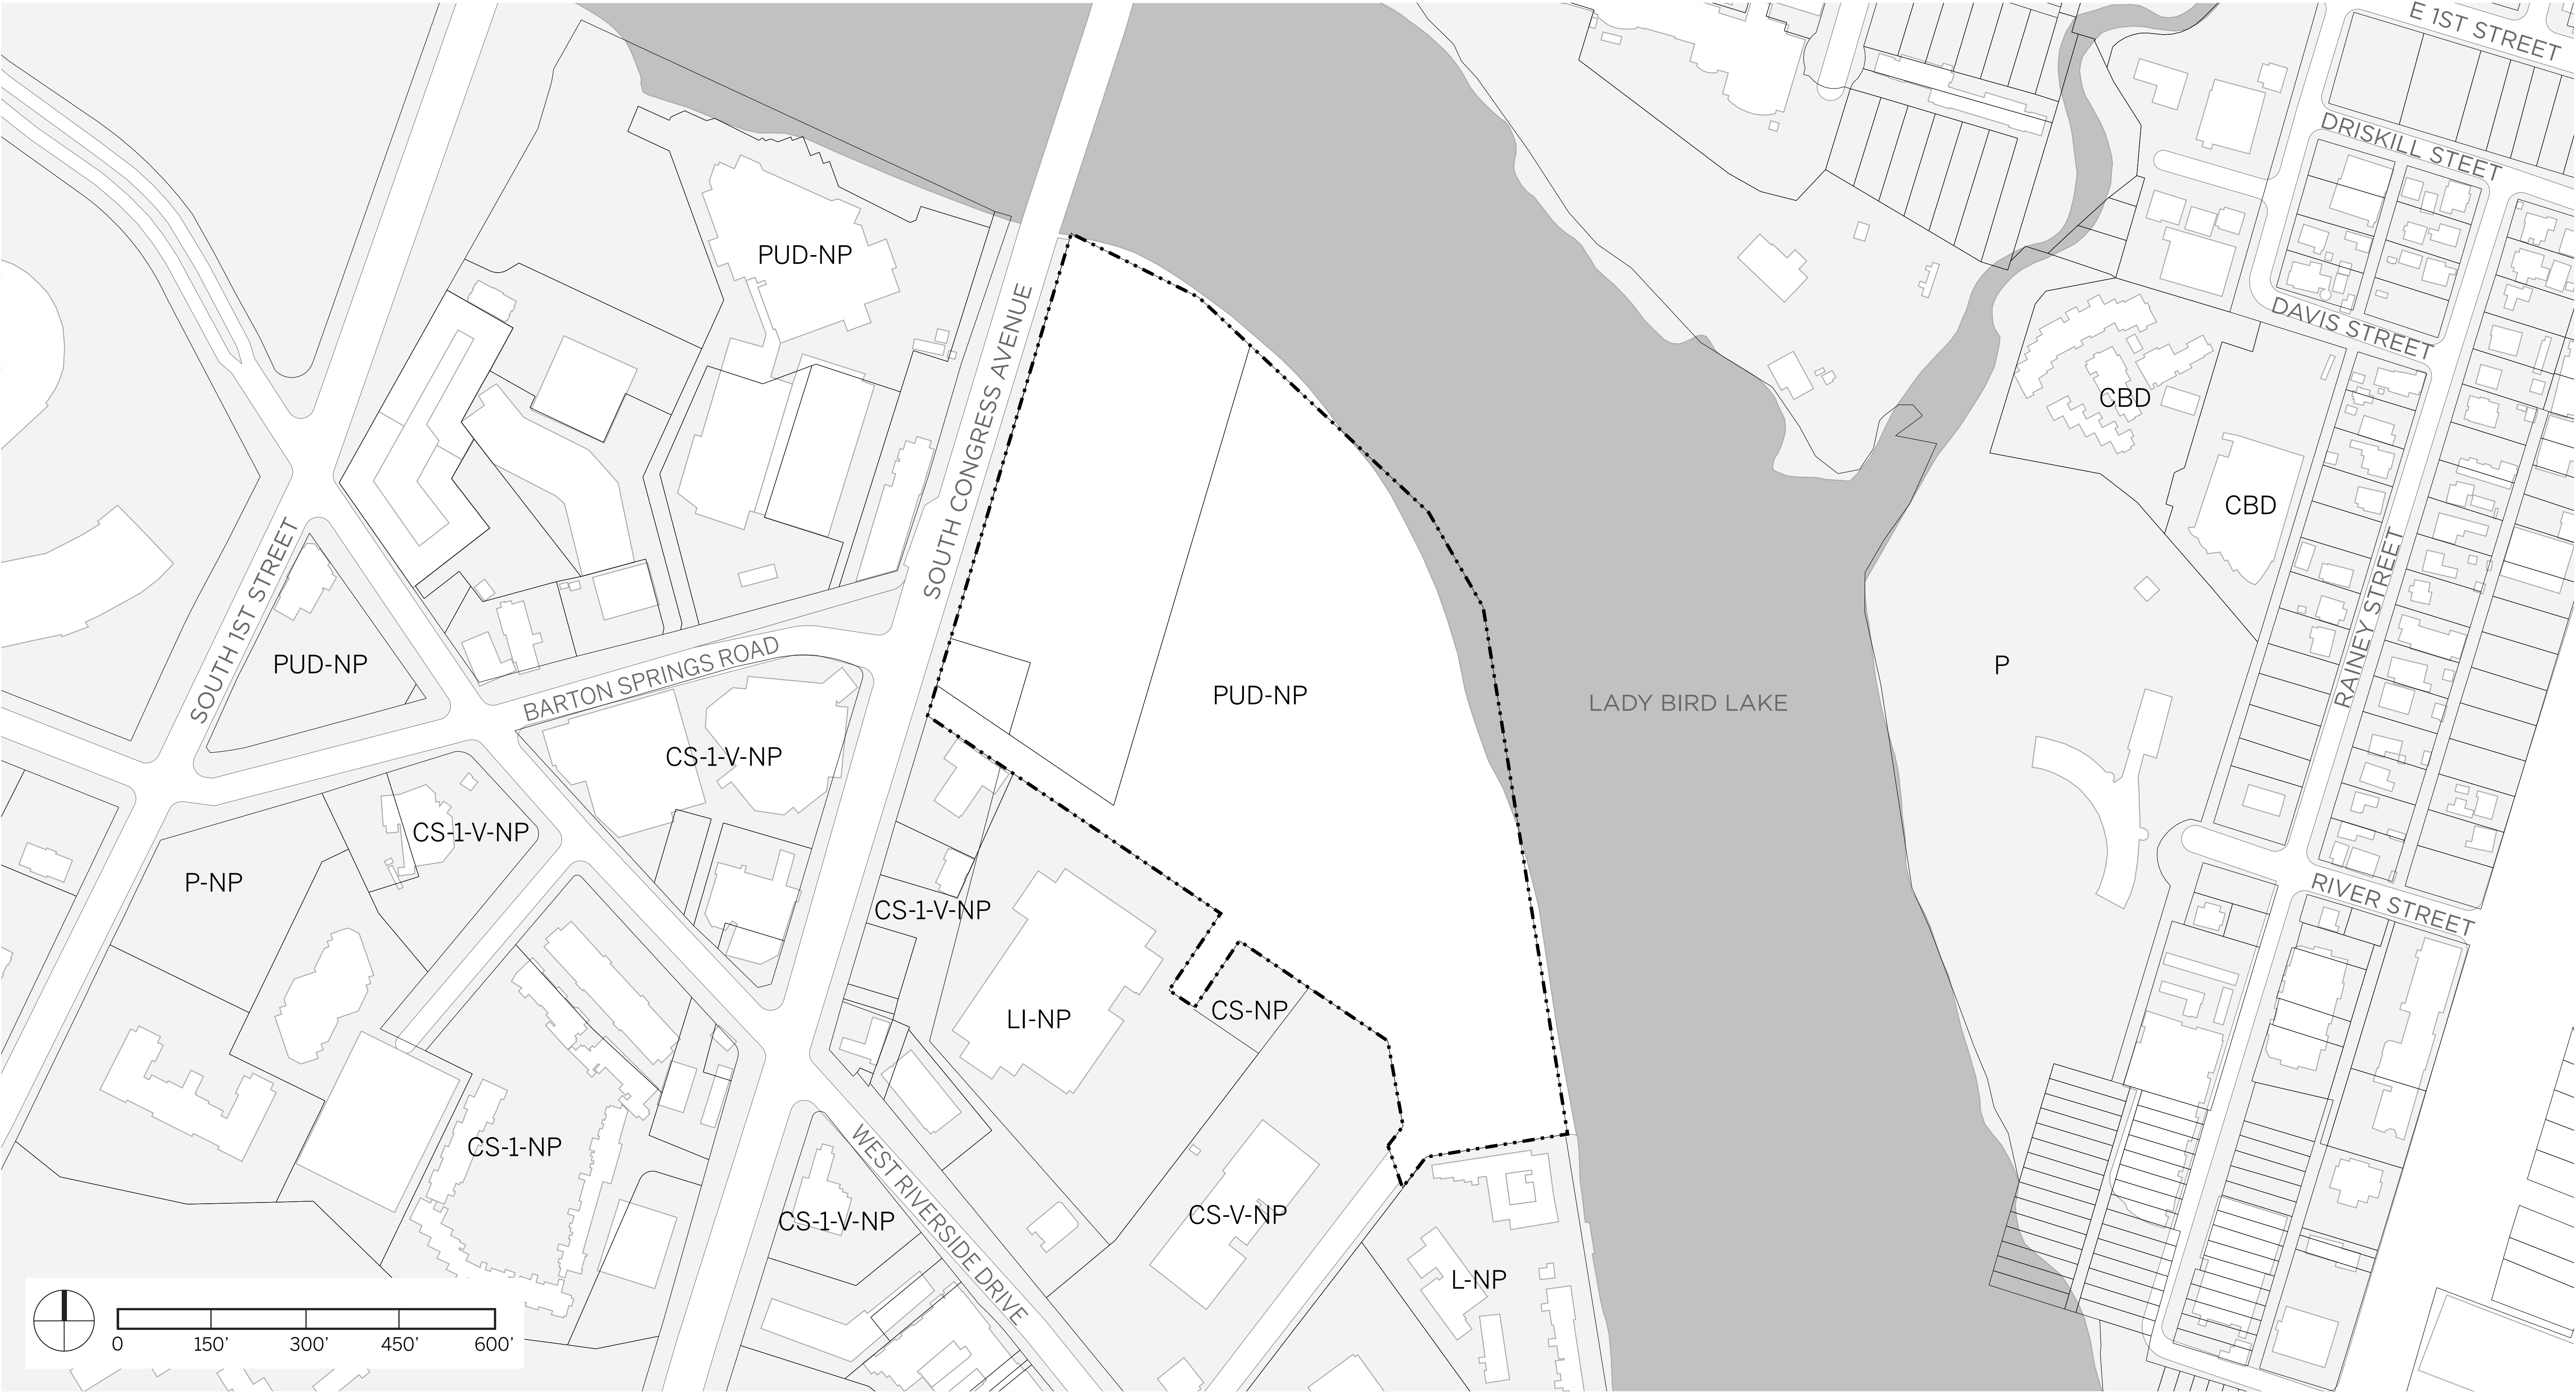 E 1ST STREET
DRISKILL STEET
PUD-NP
DAVIS STREET
SOUTH CONGRESS AVENUE
CBD
CBD
SOUTH 1ST STREET
RAINEY STREET
PUD-NP
BARTON SPRINGS ROAD
PUD-NP
LADY BIRD LAKE
P
CS-1-V-NP
CS-1-V-NP
P-NP
CS-1-V-NP
RIVER STREET
LI-NP
CS-NP
CS-1-NP
WEST RIVERSIDE DRIVE
CS-1-V-NP
CS-V-NP
L-NP
0 150' 300' 450' 600'